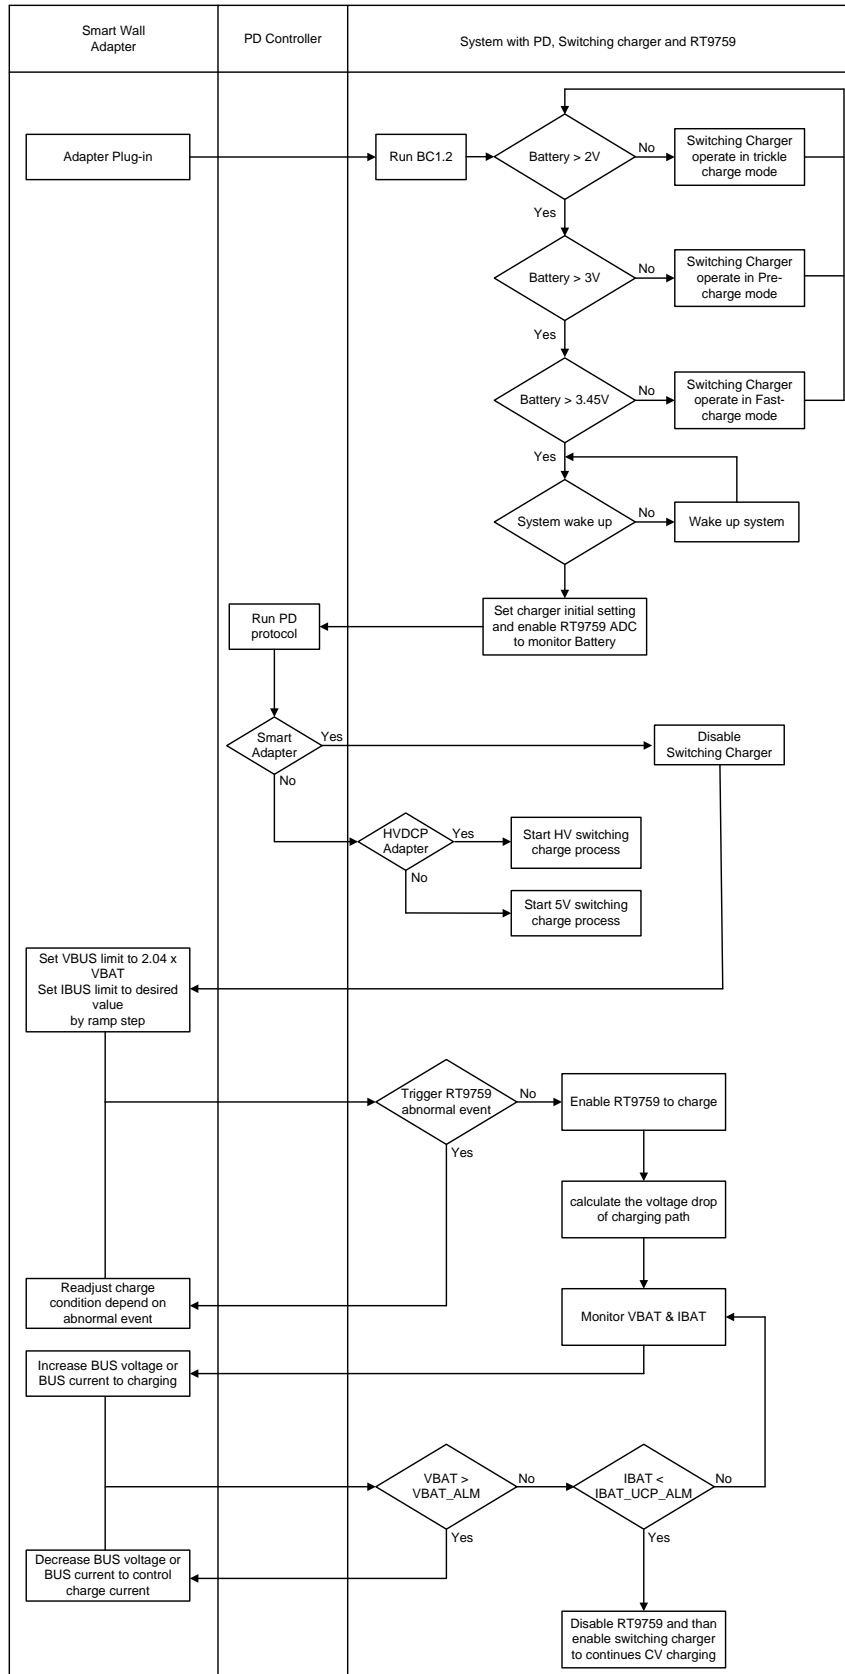 Smart Wall
Adapter
PD Controller
System with PD, Switching charger and RT9759
Adapter Plug-in
Run BC1.2
Battery > 2V
No
Switching Charger
operate in trickle
charge mode
Yes
Battery > 3V
No
Switching Charger
operate in Pre-
charge mode
Yes
Battery > 3.45V
No
Switching Charger
operate in Fast-
charge mode
Yes
System wake up
No
Wake up system
Set charger initial setting
and enable RT9759 ADC
to monitor Battery
Run PD
protocol
Smart
Adapter
Yes
Disable
Switching Charger
No
HVDCP
Adapter
Yes
Start HV switching
charge process
No
Start 5V switching
charge process
Set VBUS limit to 2.04 x
VBAT
Set IBUS limit to desired
value
by ramp step
Trigger RT9759
abnormal event
No
Enable RT9759 to charge
Yes
calculate the voltage drop
of charging path
Readjust charge
condition depend on
abnormal event
Monitor VBAT & IBAT
Increase BUS voltage or
BUS current to charging
VBAT >
VBAT_ALM
No
IBAT <
IBAT_UCP_ALM
No
Yes
Yes
Decrease BUS voltage or
BUS current to control
charge current
Disable RT9759 and than
enable switching charger
to continues CV charging